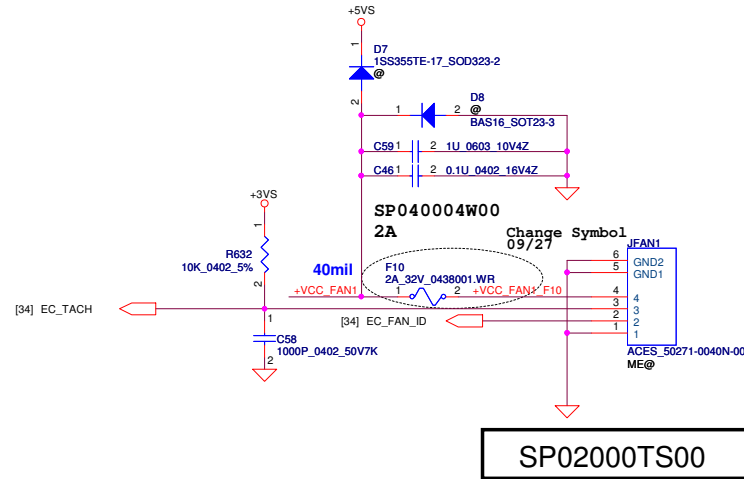 +5VS
1
D7
1SS355TE-17_SOD323-2
@
2
D8
@
1 2
BAS16_SOT23-3
C59 1 2 1U_0603_10V4Z
C46 1 2 0.1U_0402_16V4Z
SP040004W00
2A
+3VS
1
R632
10K_0402_5%
2
Change Symbol
09/27
JFAN1
6 GND2
5 GND1
40mil
F10
2A_32V_0438001.WR
+VCC_FAN1 1 2 +VCC_FAN1_F10
4 4
3 3
2 2
1 1
[34] EC_TACH
[34] EC_FAN_ID
1
C58
1000P_0402_50V7K
2
ACES_50271-0040N-00
ME@
SP02000TS00